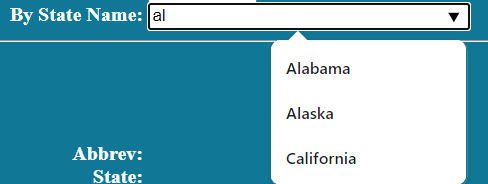 By State Name: al
Alabama
Alaska
California
Abbrev:
State: